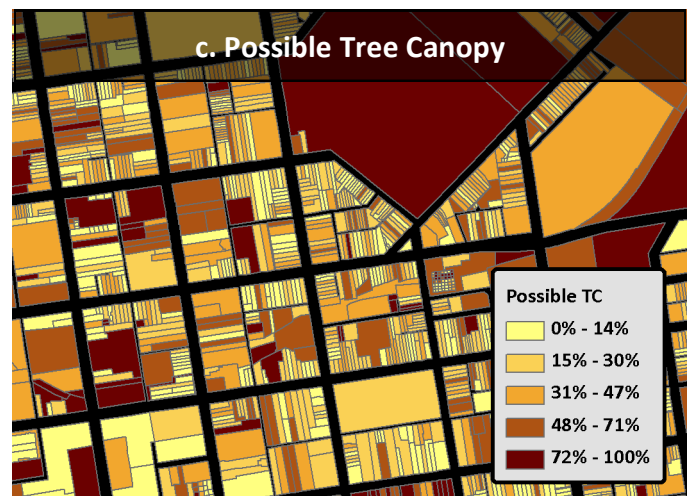 c. Possible Tree Canopy
Possible TC
0% - 14%
15% - 30%
31% - 47%
48% - 71%
72% - 100%